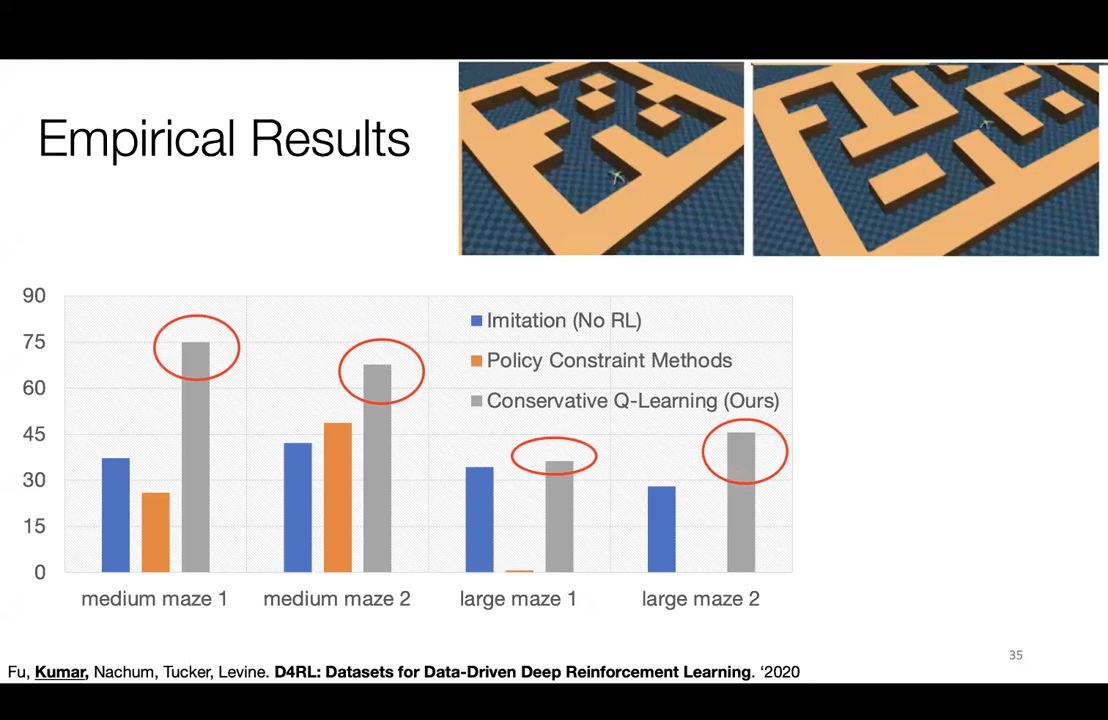 Empirical Results
90
75
60
45
30
15
0
Imitation (No RL)
Policy Constraint Methods
Conservative Q-Learning (Ours)
medium maze 1
medium maze 2
large maze 1
large maze 2
35
Fu, Kumar, Nachum, Tucker, Levine. D4RL: Datasets for Data-Driven Deep Reinforcement Learning. ‘2020